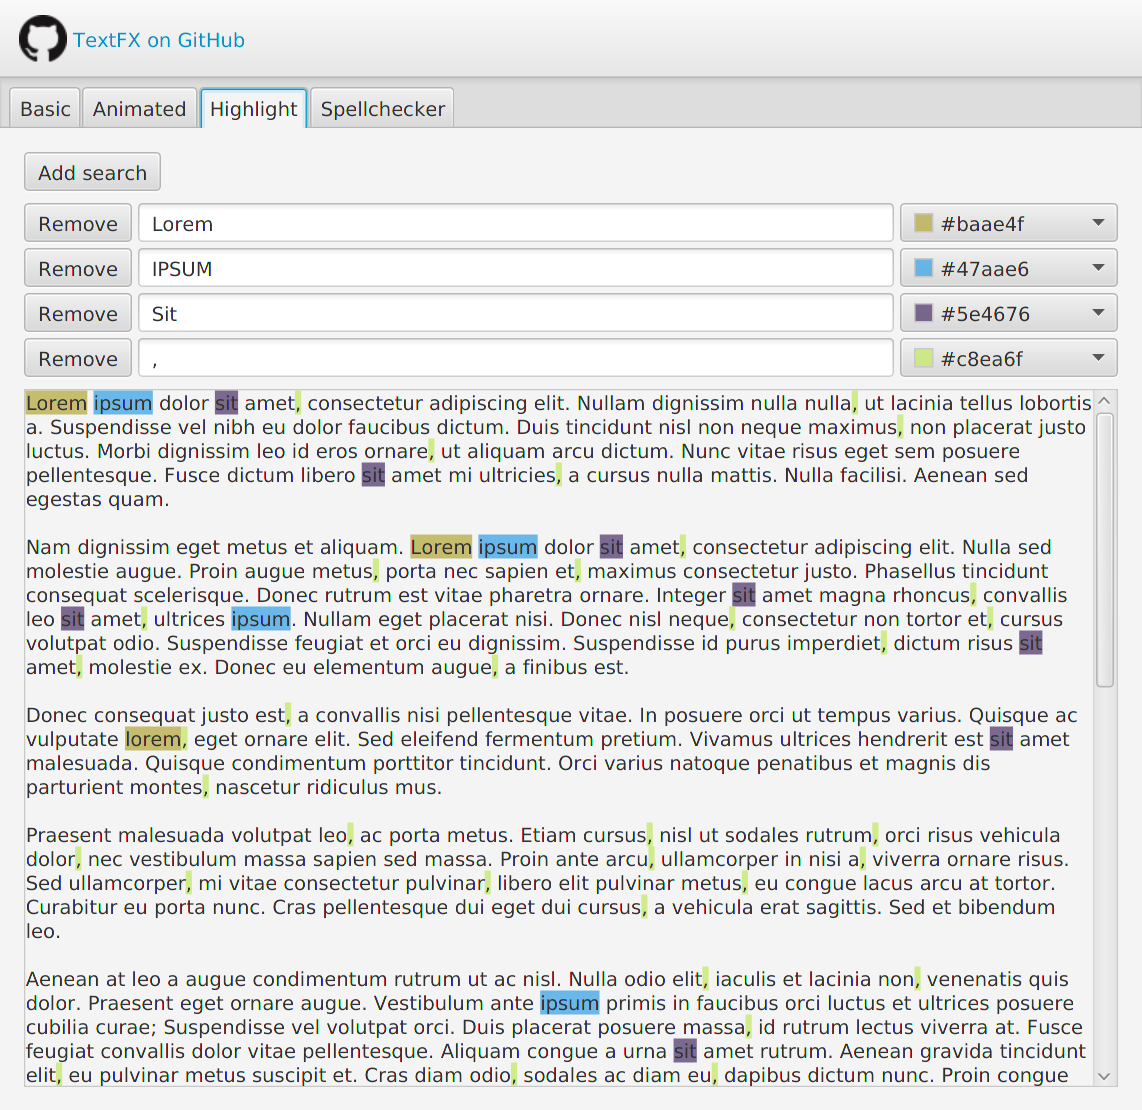 TextFX on GitHub
Basic Animated Highlight Spellchecker
Add search
Remove Lorem #baae4f
Remove IPSUM #47aae6
Remove Sit #5e4676
Remove , #c8ea6f
Lorem ipsum dolor sit amet, consectetur adipiscing elit. Nullam dignissim nulla nulla, ut lacinia tellus lobortis
a. Suspendisse vel nibh eu dolor faucibus dictum. Duis tincidunt nisl non neque maximus, non placerat justo
luctus. Morbi dignissim leo id eros ornare, ut aliquam arcu dictum. Nunc vitae risus eget sem posuere
pellentesque. Fusce dictum libero sit amet mi ultricies, a cursus nulla mattis. Nulla facilisi. Aenean sed
egestas quam.
Nam dignissim eget metus et aliquam. Lorem ipsum dolor sit amet, consectetur adipiscing elit. Nulla sed
molestie augue. Proin augue metus, porta nec sapien et, maximus consectetur justo. Phasellus tincidunt
consequat scelerisque. Donec rutrum est vitae pharetra ornare. Integer sit amet magna rhoncus, convallis
leo sit amet, ultrices ipsum. Nullam eget placerat nisi. Donec nisl neque, consectetur non tortor et, cursus
volutpat odio. Suspendisse feugiat et orci eu dignissim. Suspendisse id purus imperdiet, dictum risus sit
amet, molestie ex. Donec eu elementum augue, a finibus est.
Donec consequat justo est, a convallis nisi pellentesque vitae. In posuere orci ut tempus varius. Quisque ac
vulputate lorem, eget ornare elit. Sed eleifend fermentum pretium. Vivamus ultrices hendrerit est sit amet
malesuada. Quisque condimentum porttitor tincidunt. Orci varius natoque penatibus et magnis dis
parturient montes, nascetur ridiculus mus.
Praesent malesuada volutpat leo, ac porta metus. Etiam cursus, nisl ut sodales rutrum, orci risus vehicula
dolor, nec vestibulum massa sapien sed massa. Proin ante arcu, ullamcorper in nisi a, viverra ornare risus.
Sed ullamcorper, mi vitae consectetur pulvinar, libero elit pulvinar metus, eu congue lacus arcu at tortor.
Curabitur eu porta nunc. Cras pellentesque dui eget dui cursus, a vehicula erat sagittis. Sed et bibendum
leo.
Aenean at leo a augue condimentum rutrum ut ac nisl. Nulla odio elit, iaculis et lacinia non, venenatis quis
dolor. Praesent eget ornare augue. Vestibulum ante ipsum primis in faucibus orci luctus et ultrices posuere
cubilia curae; Suspendisse vel volutpat orci. Duis placerat posuere massa, id rutrum lectus viverra at. Fusce
feugiat convallis dolor vitae pellentesque. Aliquam congue a urna sit amet rutrum. Aenean gravida tincidunt
elit, eu pulvinar metus suscipit et. Cras diam odio, sodales ac diam eu, dapibus dictum nunc. Proin congue